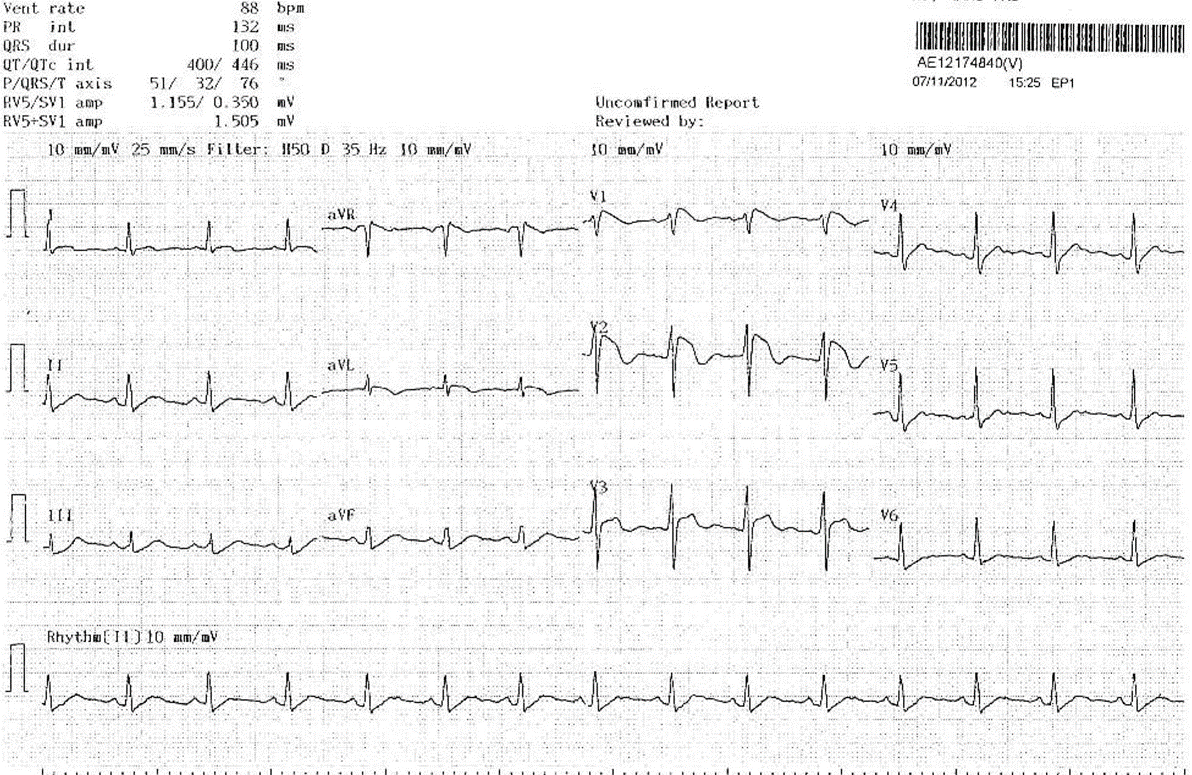 Vent rate 88 bpm
PR int 132 ms
QRS dur 100 ms
QT/QTc int 400/ 446 ms
P/QRS/T axis 51/ 32/ 76 °
RV5/SV1 amp 1.155/ 0.350 mV
RV5+SV1 amp 1.505 mV
AE12174840(V)
07/11/2012 15:25 EP1
Uncomfirmed Report
Reviewed by:
10 mm/mV 25 mm/s Filter: H50 D 35 Hz 10 mm/mV
10 mm/mV
10 mm/mV
aVR
V1
V4
II
aVL
V2
V5
III
aVF
V3
V6
Rhythm[II]10 mm/mV